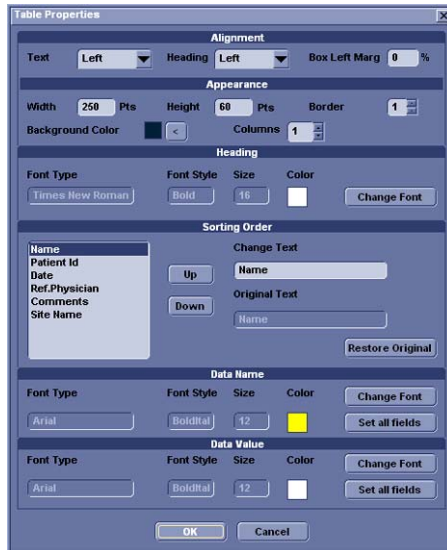 Table Properties
Alignment
Text Left Heading Left Box Left Marg 0 %
Appearance
Width 250 Pts Height 60 Pts Border 1
Background Color < Columns 1
Heading
Font Type Font Style Size Color
Times New Roman Bold 16 Change Font
Sorting Order
Name
Patient Id
Date
Ref.Physician
Comments
Site Name
Up
Down
Change Text
Name
Original Text
Name
Restore Original
Data Name
Font Type Font Style Size Color Change Font
Arial BoldItal 12 Set all fields
Data Value
Font Type Font Style Size Color Change Font
Arial BoldItal 12 Set all fields
OK Cancel